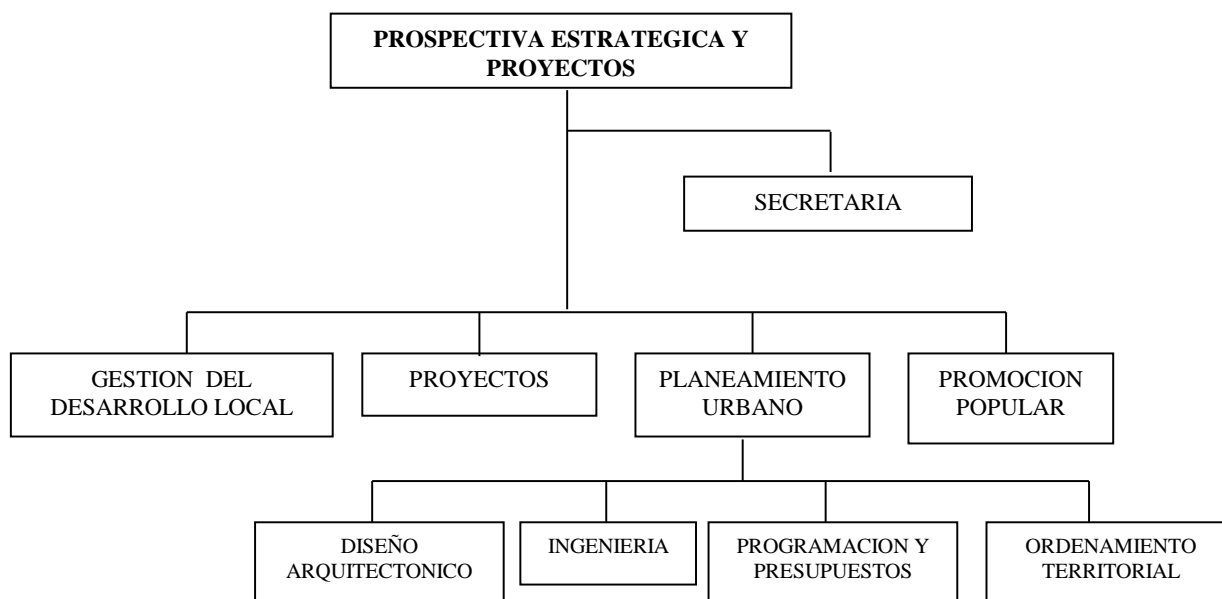 PROSPECTIVA ESTRATEGICA Y
PROYECTOS
SECRETARIA
GESTION DEL
DESARROLLO LOCAL
PROYECTOS
PLANEAMIENTO
URBANO
PROMOCION
POPULAR
DISEÑO
ARQUITECTONICO
INGENIERIA
PROGRAMACION Y
PRESUPUESTOS
ORDENAMIENTO
TERRITORIAL